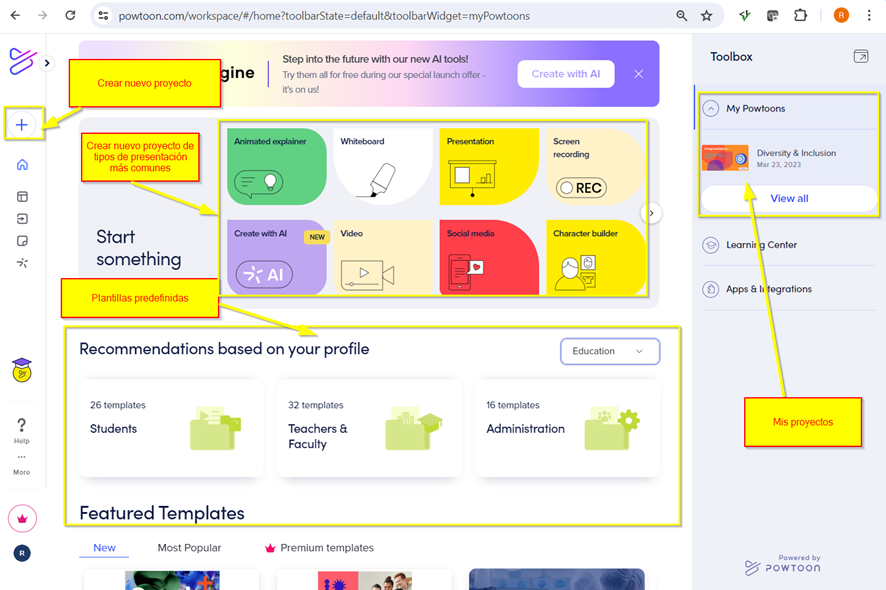 powtoon.com/workspace/#/home?toolbarState=default&toolbarWidget=myPowtoons
R
Crear nuevo proyecto
gine
Step into the future with our new AI tools!
Try them all for free during our special launch offer -
it's on us!
Create with AI
Toolbox
My Powtoons
Diversity & Inclusion
Mar 23, 2023
View all
Learning Center
Apps & Integrations
Crear nuevo proyecto de
tipos de presentación
más comunes
Start
something
Animated explainer
Whiteboard
Presentation
Screen
recording
REC
Create with AI
NEW
AI
Video
Social media
Character builder
Plantillas predefinidas
Recommendations based on your profile
Education
26 templates
Students
32 templates
Teachers &
Faculty
16 templates
Administration
Mis proyectos
Help
More
R
Featured Templates
New
Most Popular
Premium templates
Powered by
POWTOON